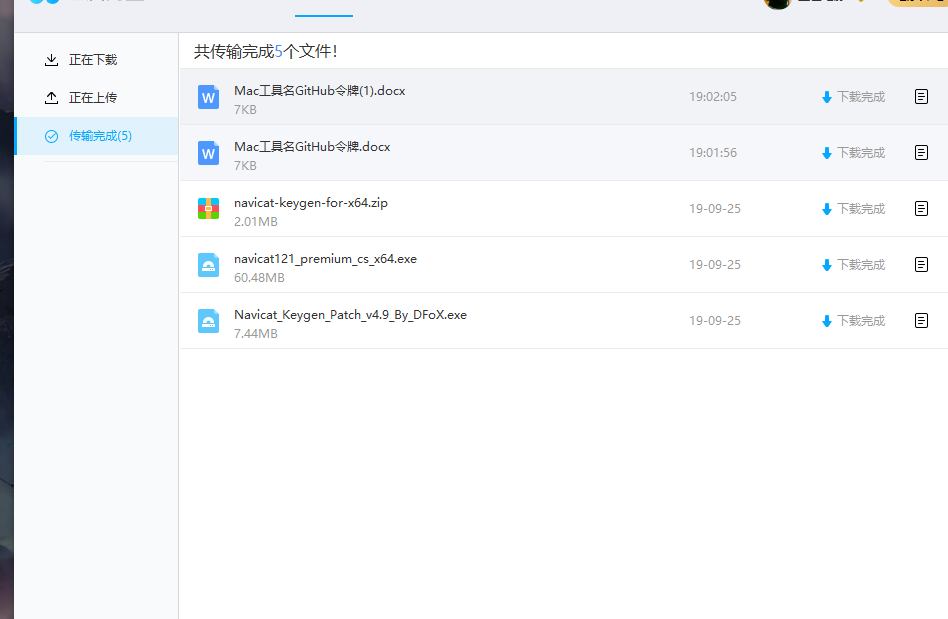 正在下载
正在上传
传输完成(5)
共传输完成5个文件!
Mac工具名GitHub令牌(1).docx
7KB
19:02:05
下载完成
Mac工具名GitHub令牌.docx
7KB
19:01:56
下载完成
navicat-keygen-for-x64.zip
2.01MB
19-09-25
下载完成
navicat121_premium_cs_x64.exe
60.48MB
19-09-25
下载完成
Navicat_Keygen_Patch_v4.9_By_DFoX.exe
7.44MB
19-09-25
下载完成